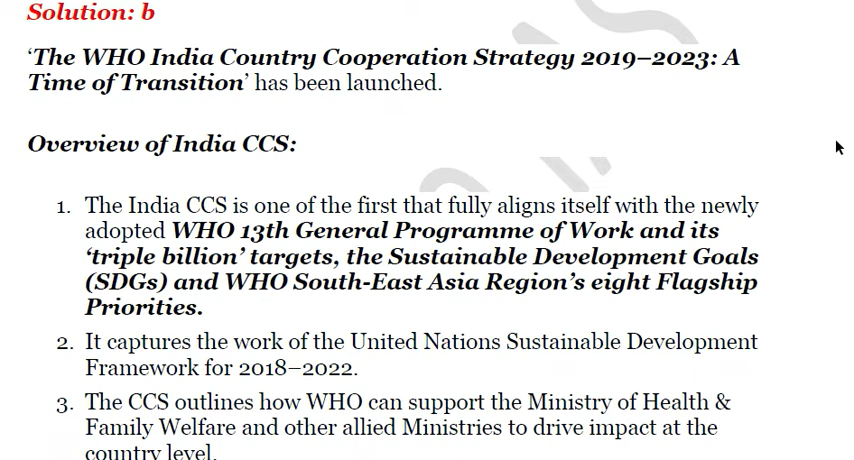 Solution: b
‘The WHO India Country Cooperation Strategy 2019–2023: A
Time of Transition’ has been launched.
Overview of India CCS:
1. The India CCS is one of the first that fully aligns itself with the newly
adopted WHO 13th General Programme of Work and its
‘triple billion’ targets, the Sustainable Development Goals
(SDGs) and WHO South-East Asia Region’s eight Flagship
Priorities.
2. It captures the work of the United Nations Sustainable Development
Framework for 2018–2022.
3. The CCS outlines how WHO can support the Ministry of Health &
Family Welfare and other allied Ministries to drive impact at the
country level.